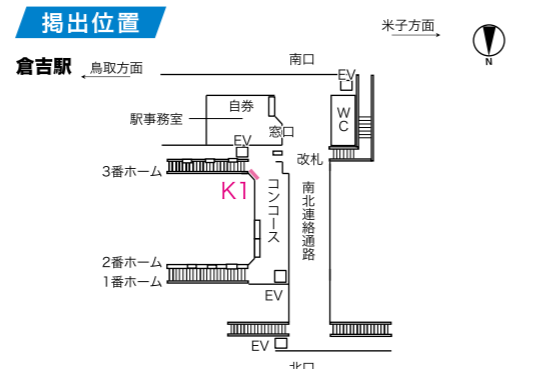 掲出位置
米子方面
N
倉吉駅
鳥取方面
南口
EV
自券
WC
駅事務室
窓口
EV
改札
3番ホーム
K1
コンコース
南北連絡通路
2番ホーム
1番ホーム
EV
EV
北口